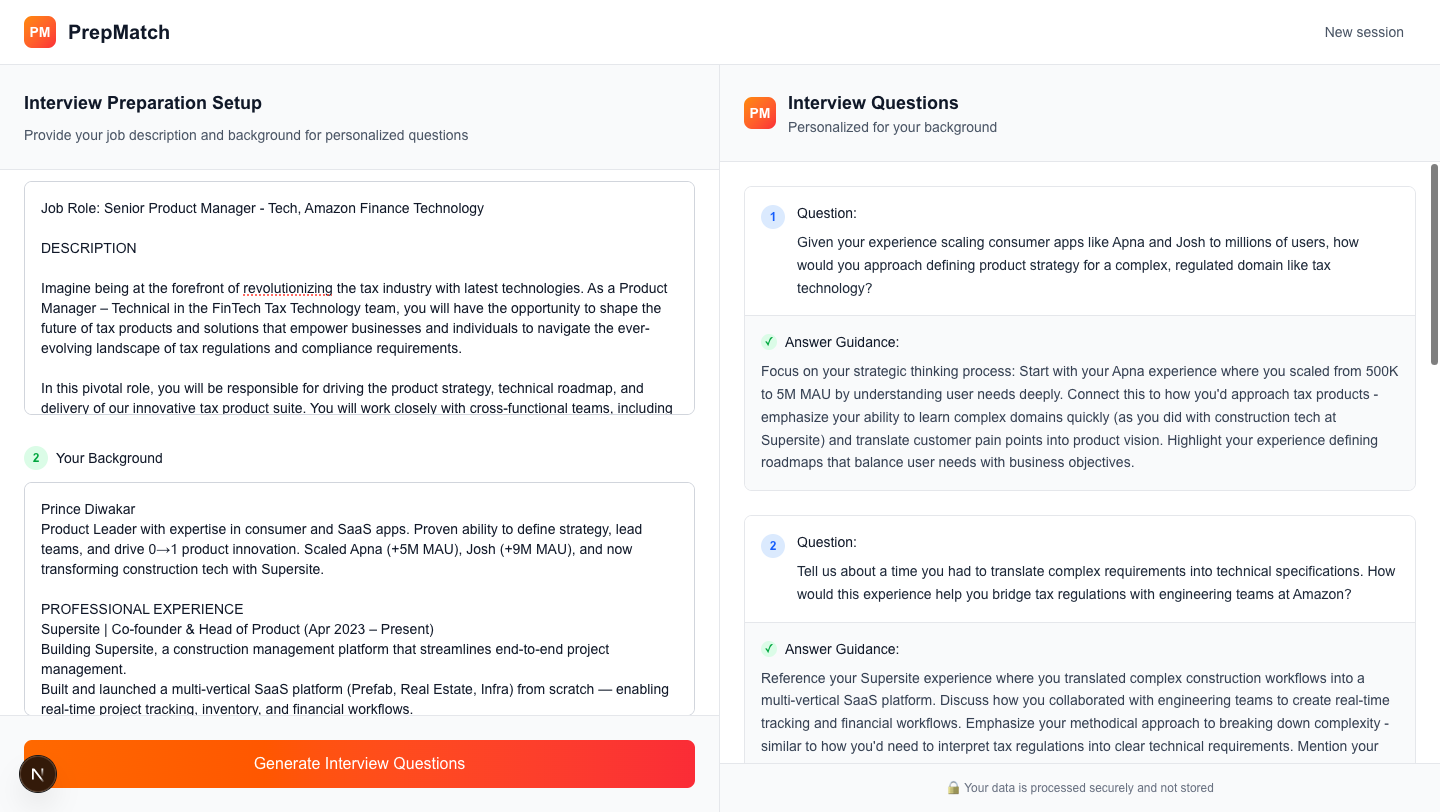 PM PrepMatch
New session
Interview Preparation Setup
Provide your job description and background for personalized questions
Job Role: Senior Product Manager - Tech, Amazon Finance Technology
DESCRIPTION
Imagine being at the forefront of revolutionizing the tax industry with latest technologies. As a Product
Manager – Technical in the FinTech Tax Technology team, you will have the opportunity to shape the
future of tax products and solutions that empower businesses and individuals to navigate the ever-
evolving landscape of tax regulations and compliance requirements.
In this pivotal role, you will be responsible for driving the product strategy, technical roadmap, and
delivery of our innovative tax product suite. You will work closely with cross-functional teams, including
2 Your Background
Prince Diwakar
Product Leader with expertise in consumer and SaaS apps. Proven ability to define strategy, lead
teams, and drive 0→1 product innovation. Scaled Apna (+5M MAU), Josh (+9M MAU), and now
transforming construction tech with Supersite.
PROFESSIONAL EXPERIENCE
Supersite | Co-founder & Head of Product (Apr 2023 – Present)
Building Supersite, a construction management platform that streamlines end-to-end project
management.
Built and launched a multi-vertical SaaS platform (Prefab, Real Estate, Infra) from scratch — enabling
real-time project tracking, inventory, and financial workflows.
Generate Interview Questions
N
PM Interview Questions
Personalized for your background
1 Question:
Given your experience scaling consumer apps like Apna and Josh to millions of users, how
would you approach defining product strategy for a complex, regulated domain like tax
technology?
✓ Answer Guidance:
Focus on your strategic thinking process: Start with your Apna experience where you scaled from 500K
to 5M MAU by understanding user needs deeply. Connect this to how you'd approach tax products -
emphasize your ability to learn complex domains quickly (as you did with construction tech at
Supersite) and translate customer pain points into product vision. Highlight your experience defining
roadmaps that balance user needs with business objectives.
2 Question:
Tell us about a time you had to translate complex requirements into technical specifications. How
would this experience help you bridge tax regulations with engineering teams at Amazon?
✓ Answer Guidance:
Reference your Supersite experience where you translated complex construction workflows into a
multi-vertical SaaS platform. Discuss how you collaborated with engineering teams to create real-time
tracking and financial workflows. Emphasize your methodical approach to breaking down complexity -
similar to how you'd need to interpret tax regulations into clear technical requirements. Mention your
🔒 Your data is processed securely and not stored